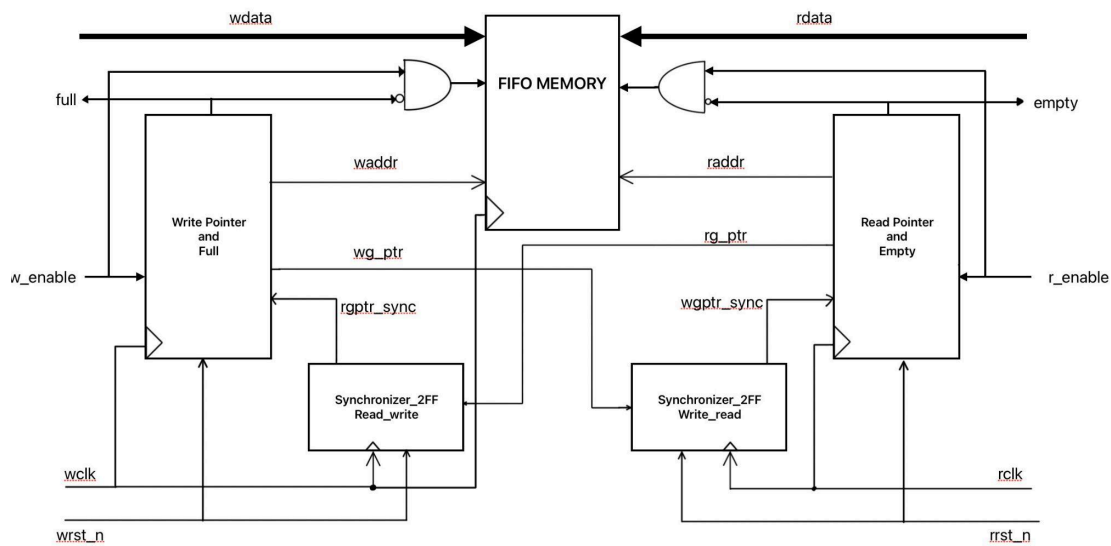 wdata
rdata
FIFO MEMORY
full
empty
waddr
raddr
Write Pointer
and
Full
Read Pointer
and
Empty
rg_ptr
wg_ptr
w_enable
r_enable
rgptr_sync
wgptr_sync
Synchronizer_2FF
Read_write
Synchronizer_2FF
Write_read
wclk
rclk
wrst_n
rrst_n